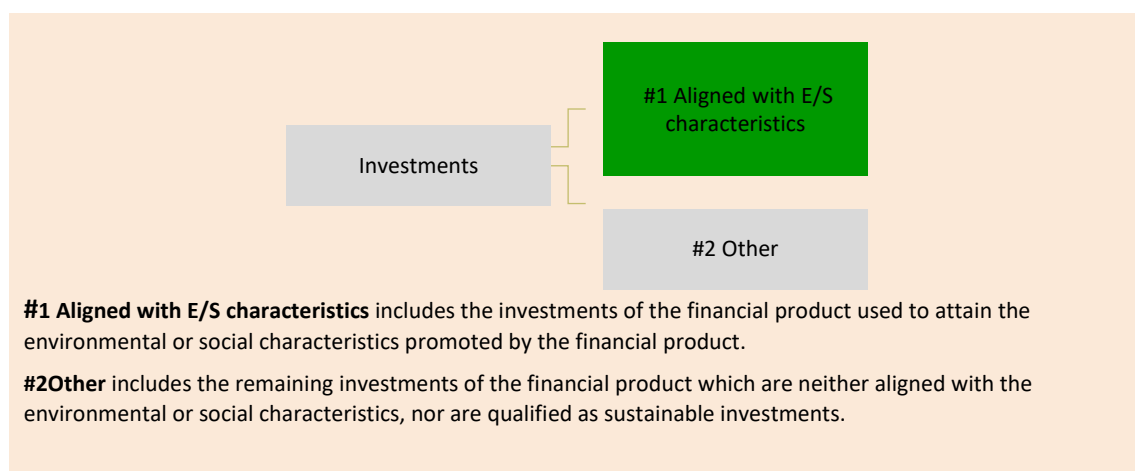 #1 Aligned with E/S
characteristics
Investments
#2 Other
#1 Aligned with E/S characteristics includes the investments of the financial product used to attain the
environmental or social characteristics promoted by the financial product.
#2Other includes the remaining investments of the financial product which are neither aligned with the
environmental or social characteristics, nor are qualified as sustainable investments.